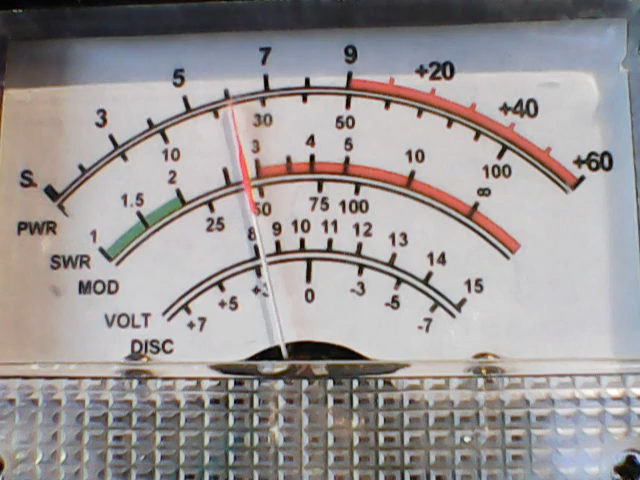 S. 3 5 7 9 +20 +40 +60
PWR 10 30 50 100
SWR 1 1.5 2 3 4 5 10 ∞
MOD 25 50 75 100
VOLT 8 9 10 11 12 13 14 15
DISC +7 +5 +3 0 -3 -5 -7